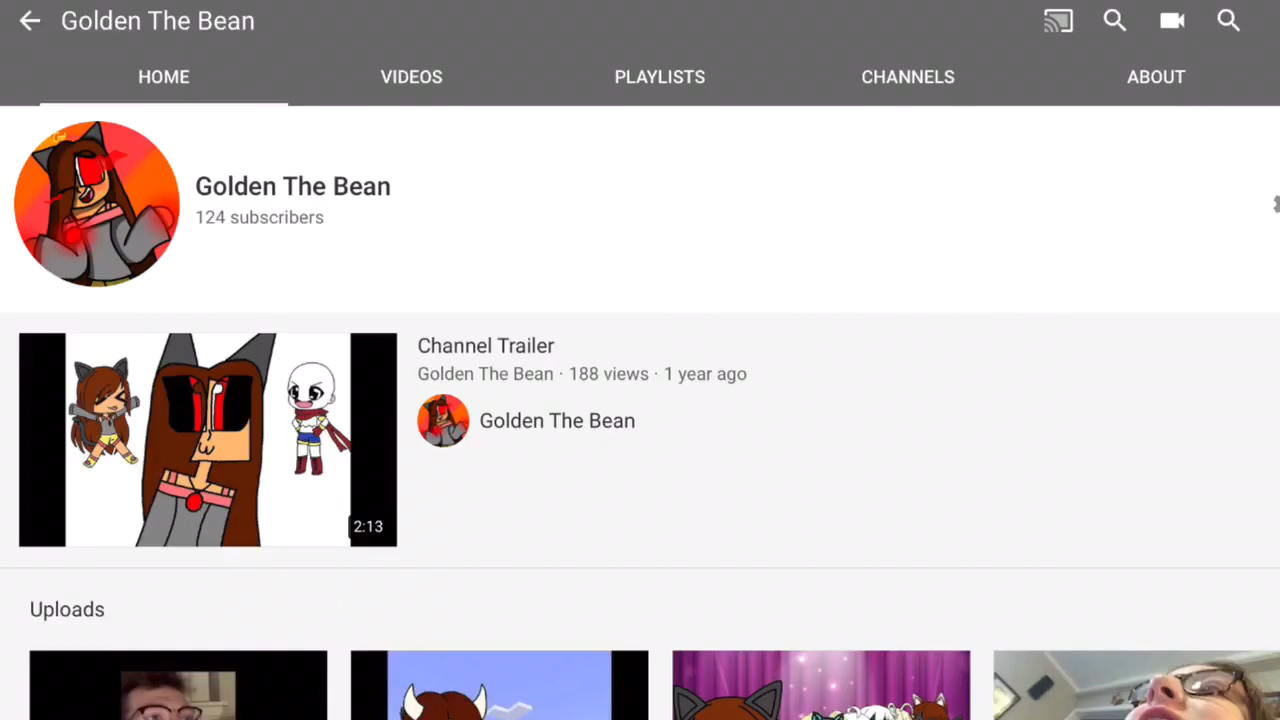 Golden The Bean
HOME VIDEOS PLAYLISTS CHANNELS ABOUT
Golden The Bean
124 subscribers
Channel Trailer
Golden The Bean · 188 views · 1 year ago
Golden The Bean
2:13
Uploads